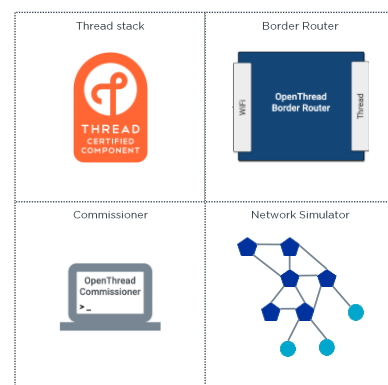 Thread stack
THREAD
CERTIFIED
COMPONENT
Border Router
WiFi
OpenThread
Border Router
Thread
Commissioner
OpenThread
Commissioner
>_
Network Simulator